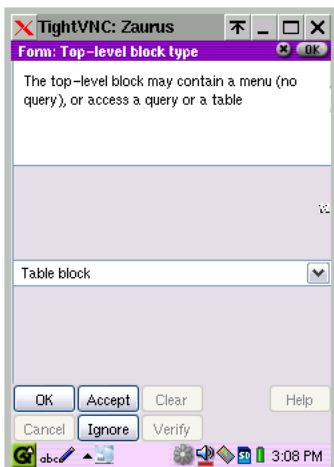 TightVNC: Zaurus
Form: Top-level block type
OK
The top-level block may contain a menu (no
query), or access a query or a table
Table block
OK Accept Clear Help
Cancel Ignore Verify
abc 3:08 PM